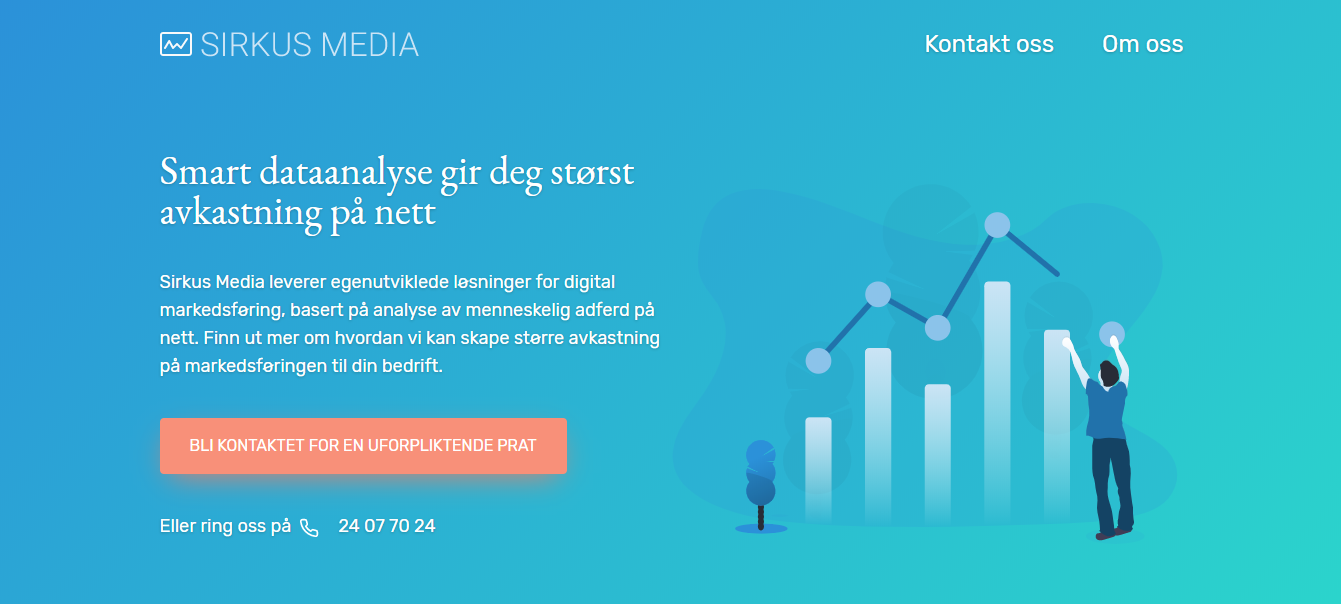 SIRKUS MEDIA
Kontakt oss
Om oss
Smart dataanalyse gir deg størst
avkastning på nett
Sirkus Media leverer egenutviklede løsninger for digital
markedsføring, basert på analyse av menneskelig adferd på
nett. Finn ut mer om hvordan vi kan skape større avkastning
på markedsføringen til din bedrift.
BLI KONTAKTET FOR EN UFORPLIKTENDE PRAT
Eller ring oss på 24 07 70 24